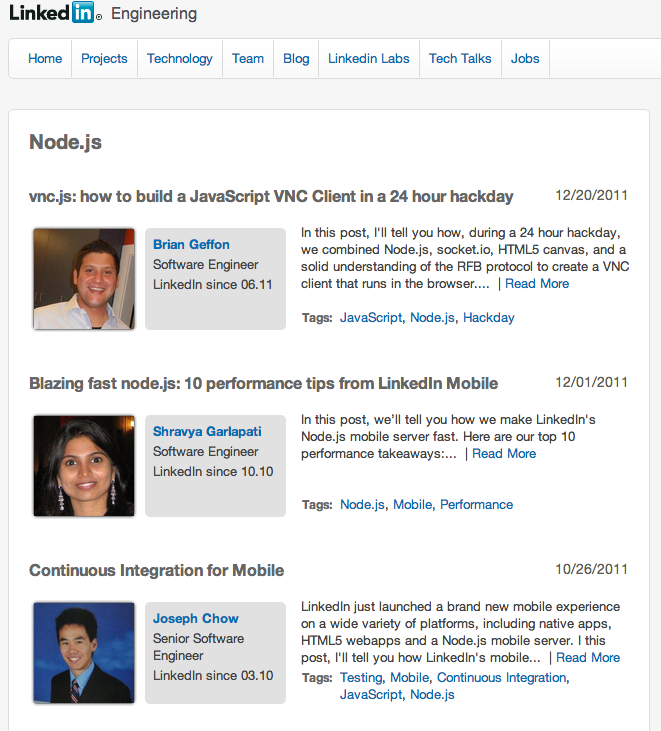 Linked in® Engineering
Home Projects Technology Team Blog Linkedin Labs Tech Talks Jobs
Node.js
vnc.js: how to build a JavaScript VNC Client in a 24 hour hackday 12/20/2011
Brian Geffon
Software Engineer
LinkedIn since 06.11
In this post, I'll tell you how, during a 24 hour hackday,
we combined Node.js, socket.io, HTML5 canvas, and a
solid understanding of the RFB protocol to create a VNC
client that runs in the browser.... | Read More
Tags: JavaScript, Node.js, Hackday
Blazing fast node.js: 10 performance tips from LinkedIn Mobile 12/01/2011
Shravya Garlapati
Software Engineer
LinkedIn since 10.10
In this post, we’ll tell you how we make LinkedIn's
Node.js mobile server fast. Here are our top 10
performance takeaways:... | Read More
Tags: Node.js, Mobile, Performance
Continuous Integration for Mobile 10/26/2011
Joseph Chow
Senior Software
Engineer
LinkedIn since 03.10
LinkedIn just launched a brand new mobile experience
on a wide variety of platforms, including native apps,
HTML5 webapps and a Node.js mobile server. I this
post, I'll tell you how LinkedIn's mobile... | Read More
Tags: Testing, Mobile, Continuous Integration,
JavaScript, Node.js